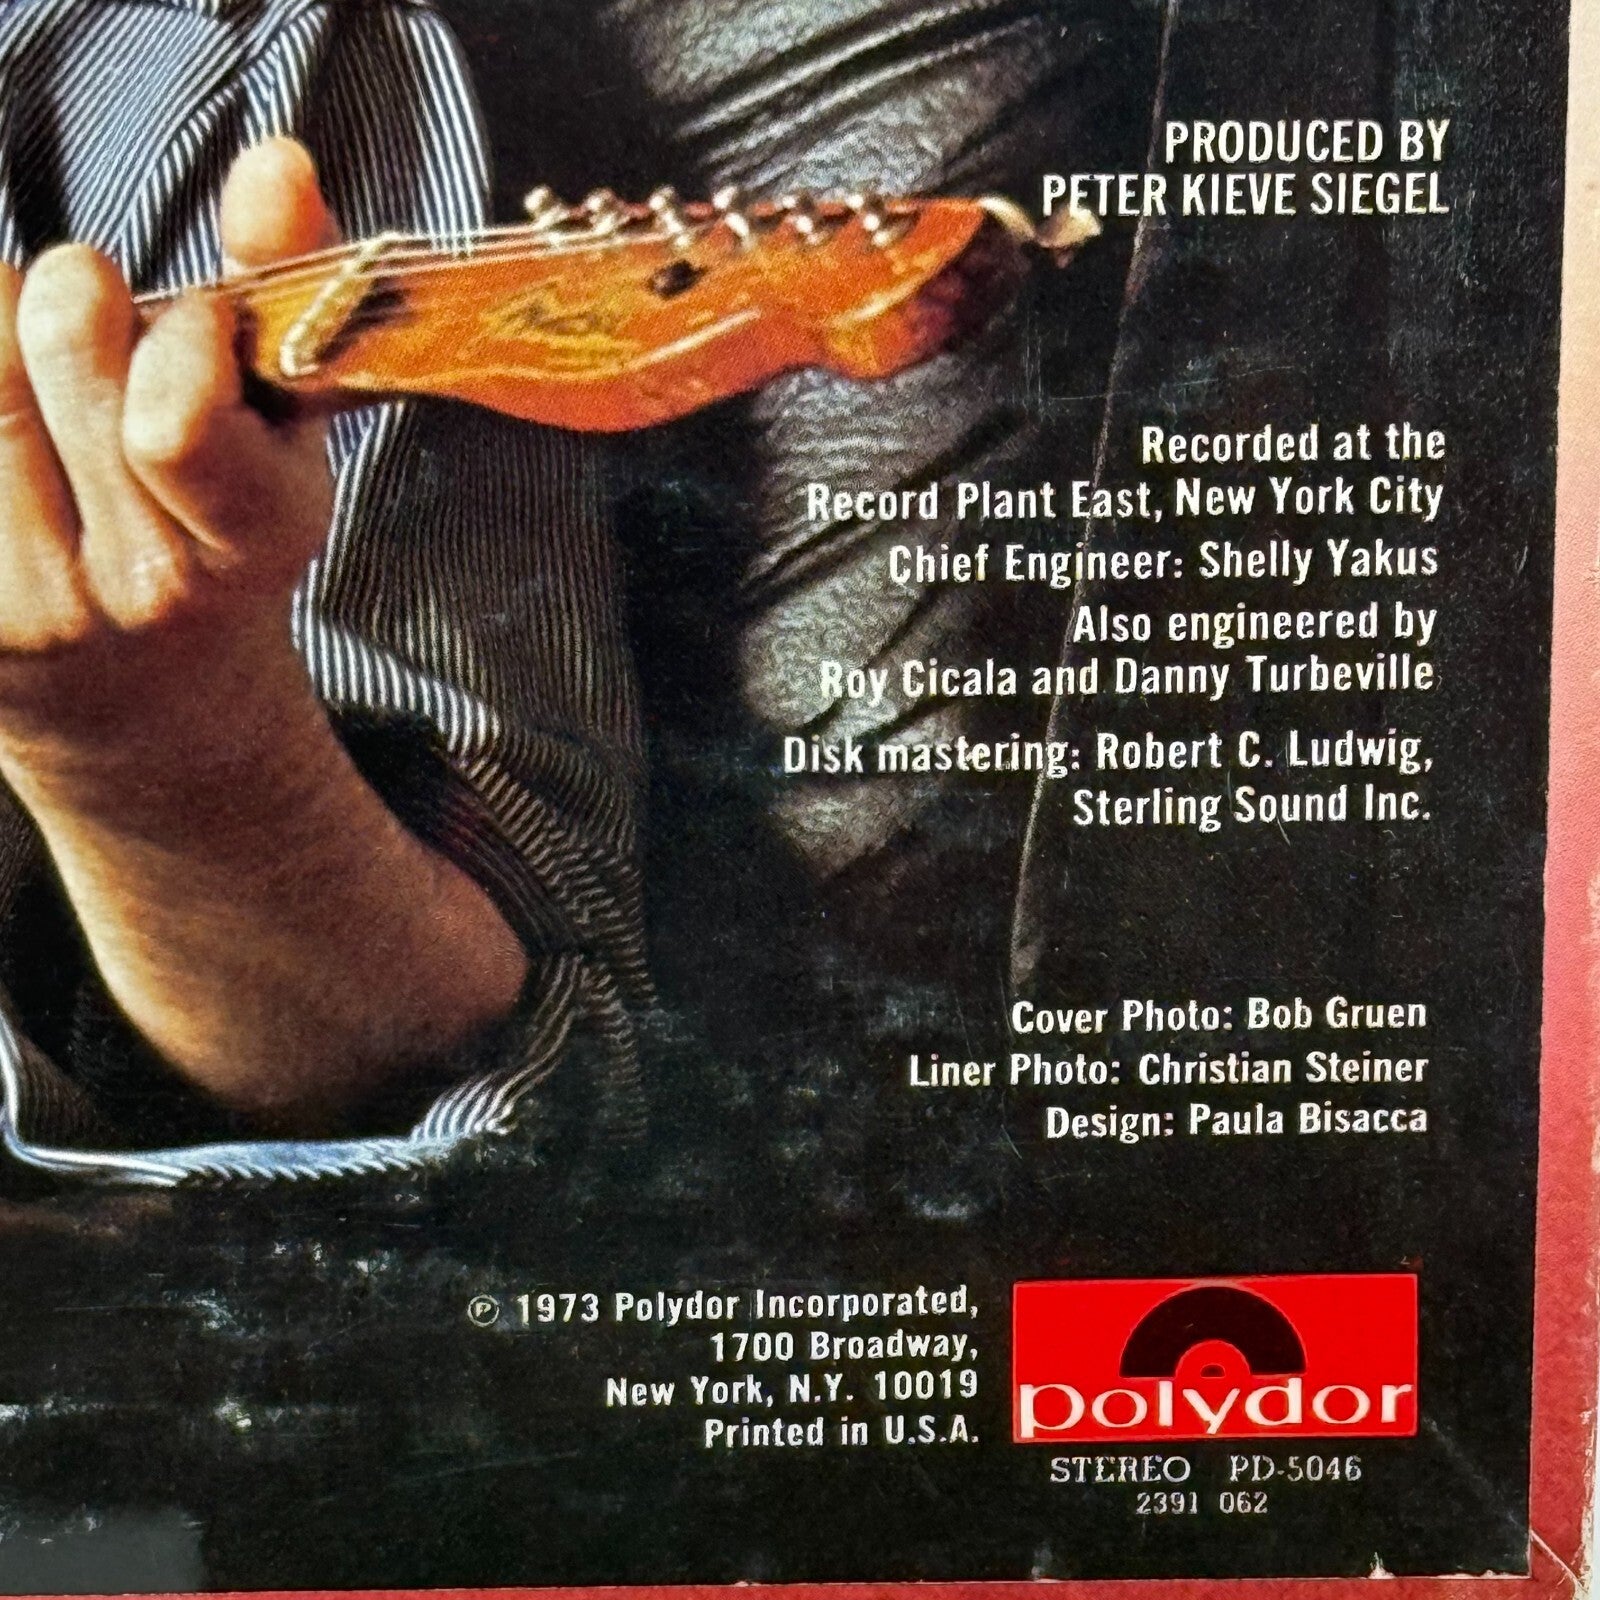 PRODUCED BY
PETER KIEVE SIEGEL
Recorded at the
Record Plant East, New York City
Chief Engineer: Shelly Yakus
Also engineered by
Roy Cicala and Danny Turbeville
Disk mastering: Robert C. Ludwig,
Sterling Sound Inc.
Cover Photo: Bob Gruen
Liner Photo: Christian Steiner
Design: Paula Bisacca
℗ 1973 Polydor Incorporated,
1700 Broadway,
New York, N.Y. 10019
Printed in U.S.A.
polydor
STEREO PD-5046
2391 062